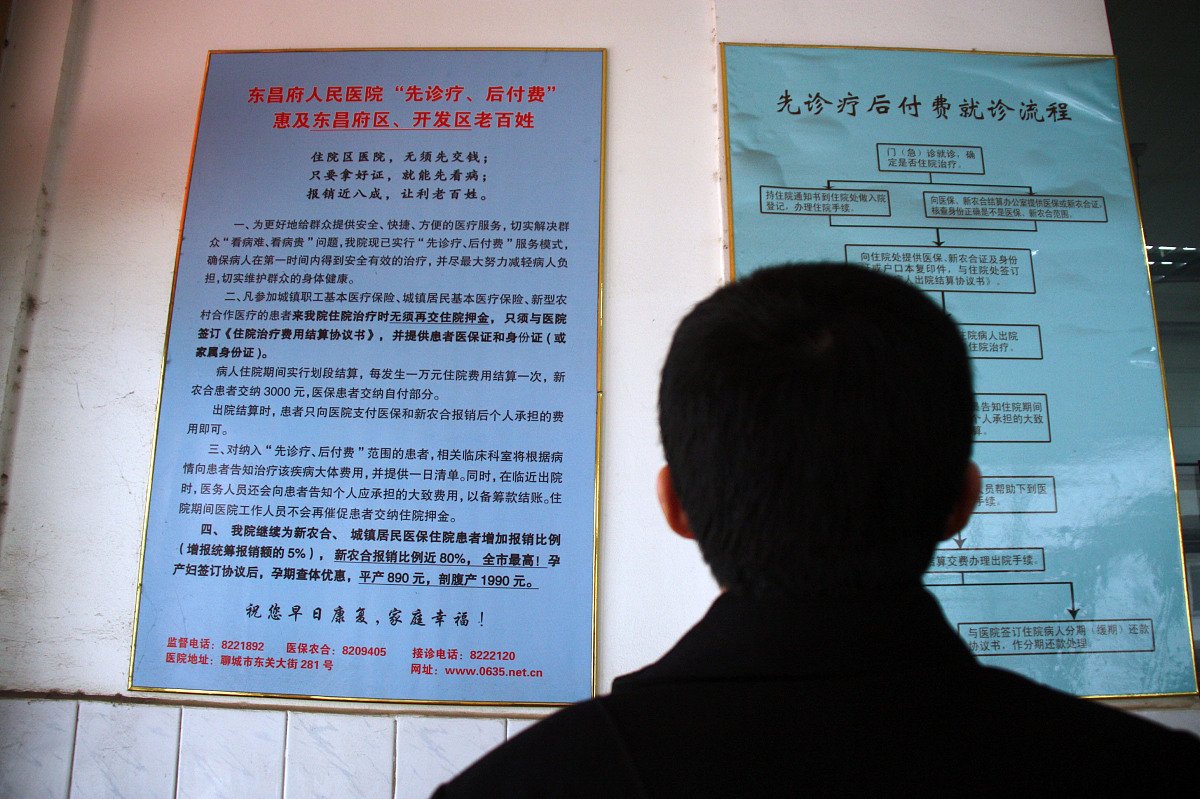 东昌府人民医院“先诊疗、后付费”
惠及东昌府区、开发区老百姓
住院区医院，无须先交钱；
只要拿好证，就能先看病；
报销近八成，让利老百姓。
一、为更好地给群众提供安全、快捷、方便的医疗服务，切实解决群
众“看病难、看病贵”问题，我院现已实行“先诊疗、后付费”服务模式，
确保病人在第一时间内得到安全有效的治疗，并尽最大努力减轻病人负
担，切实维护群众的身体健康。
二、凡参加城镇职工基本医疗保险、城镇居民基本医疗保险、新型农
村合作医疗的患者来我院住院治疗时无须再交住院押金，只须与医院
签订《住院治疗费用结算协议书》，并提供患者医保证和身份证（或
家属身份证）。
病人住院期间实行划段结算，每发生一万元住院费用结算一次，新
农合患者交纳3000元，医保患者交纳自付部分。
出院结算时，患者只向医院支付医保和新农合报销后个人承担的费
用即可。
三、对纳入“先诊疗、后付费”范围的患者，相关临床科室将根据病
情向患者告知治疗该疾病大体费用，并提供一日清单。同时，在临近出院
时，医务人员还会向患者告知个人应承担的大致费用，以备筹款结账。住
院期间医院工作人员不会再催促患者交纳住院押金。
四、我院继续为新农合、城镇居民医保住院患者增加报销比例
（增报统筹报销额的5%），新农合报销比例近80%，全市最高！孕
产妇签订协议后，孕期查体优惠，平产890元，剖腹产1990元。
祝您早日康复，家庭幸福！
监督电话：8221892 医保农合：8209405 接诊电话：8222120
医院地址：聊城市东关大街281号 网址：www.0635.net.cn
先诊疗后付费就诊流程
门（急）诊就诊，确
定是否住院治疗。
持住院通知书到住院处做入院
登记，办理住院手续。
向医保、新农合结算办公室提供医保或新农合证，
核查身份正确是不是医保、新农合范围。
向住院处提供医保、新农合证及身份
证或户口本复印件，与住院处签订
人出院结算协议书》。
院病人出院
住院治疗。
告知住院期间
个人承担的大致
算。
员帮助下到医
手续。
结算交费办理出院手续。
与医院签订住院病人分期（缓期）还款
协议书，作分期还款处理。